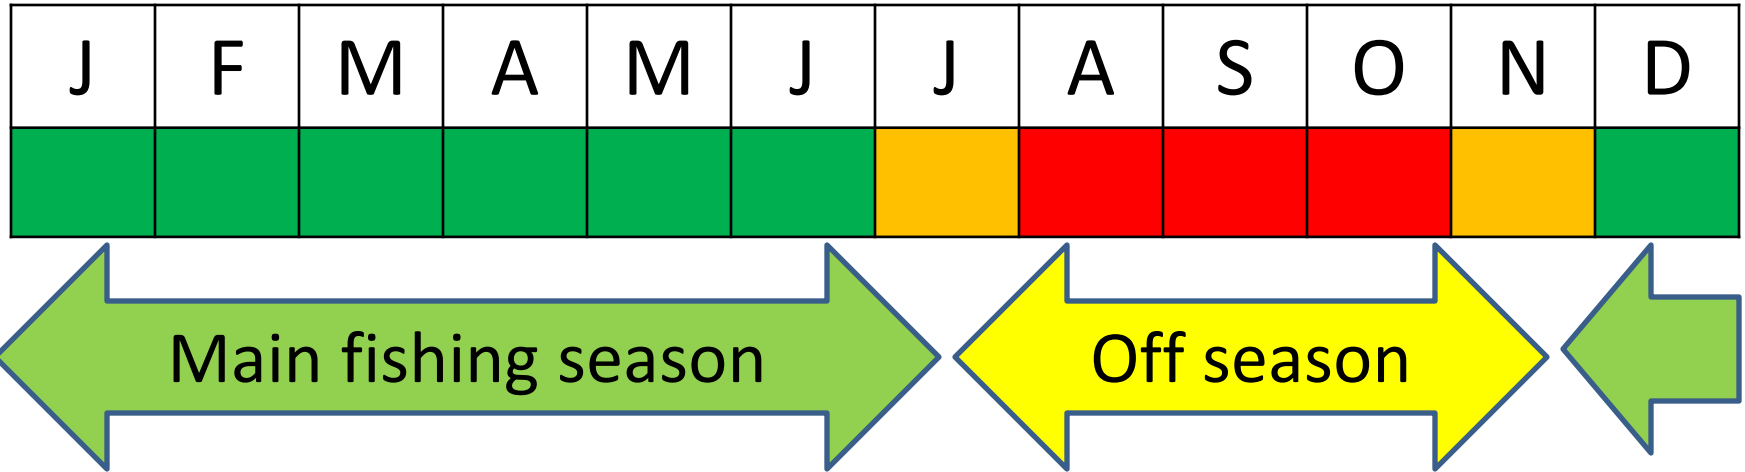 J F M A M J J A S O N D
Main fishing season Off season